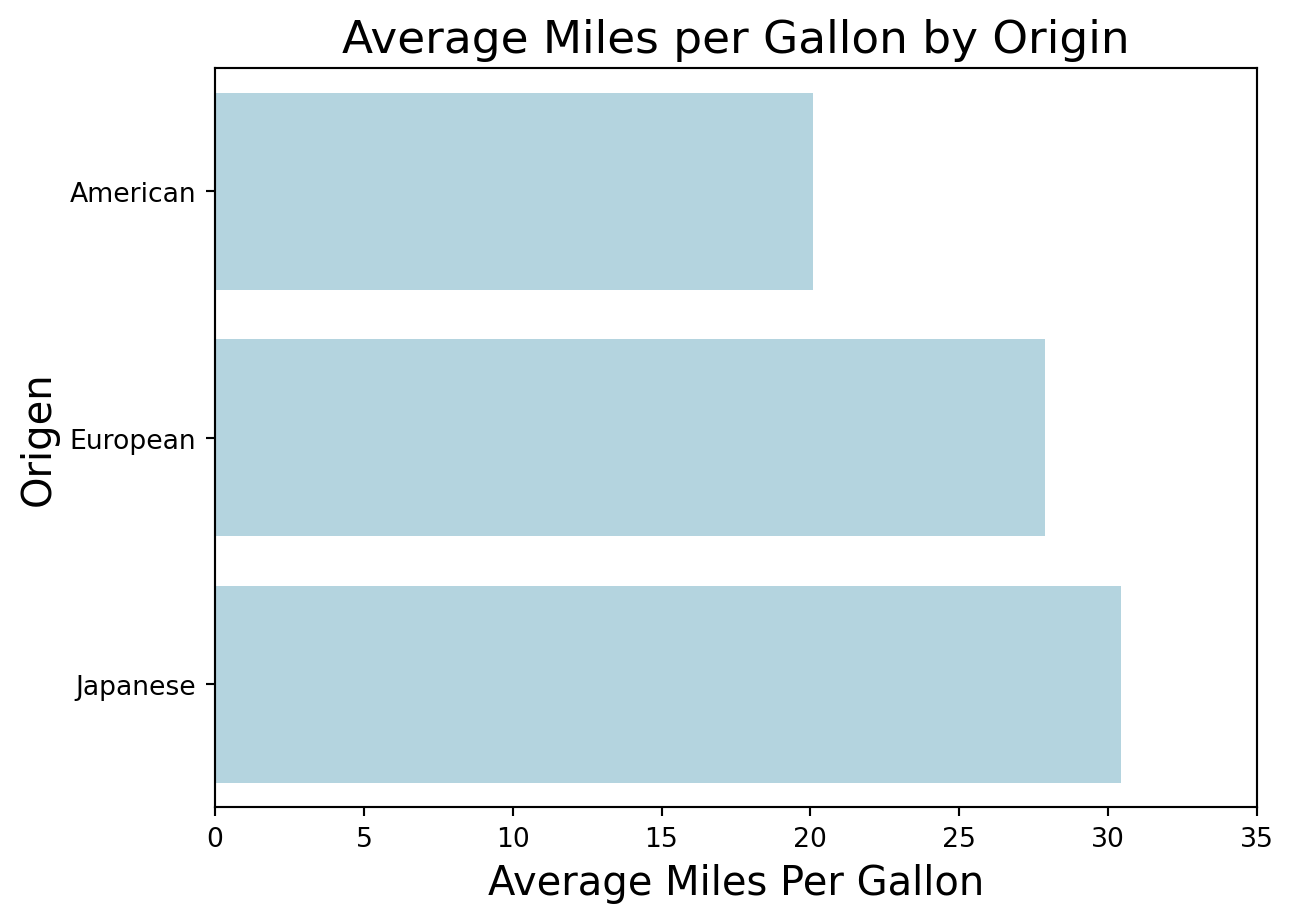 Average Miles per Gallon by Origin
American
European
Japanese
Origen
0 5 10 15 20 25 30 35
Average Miles Per Gallon